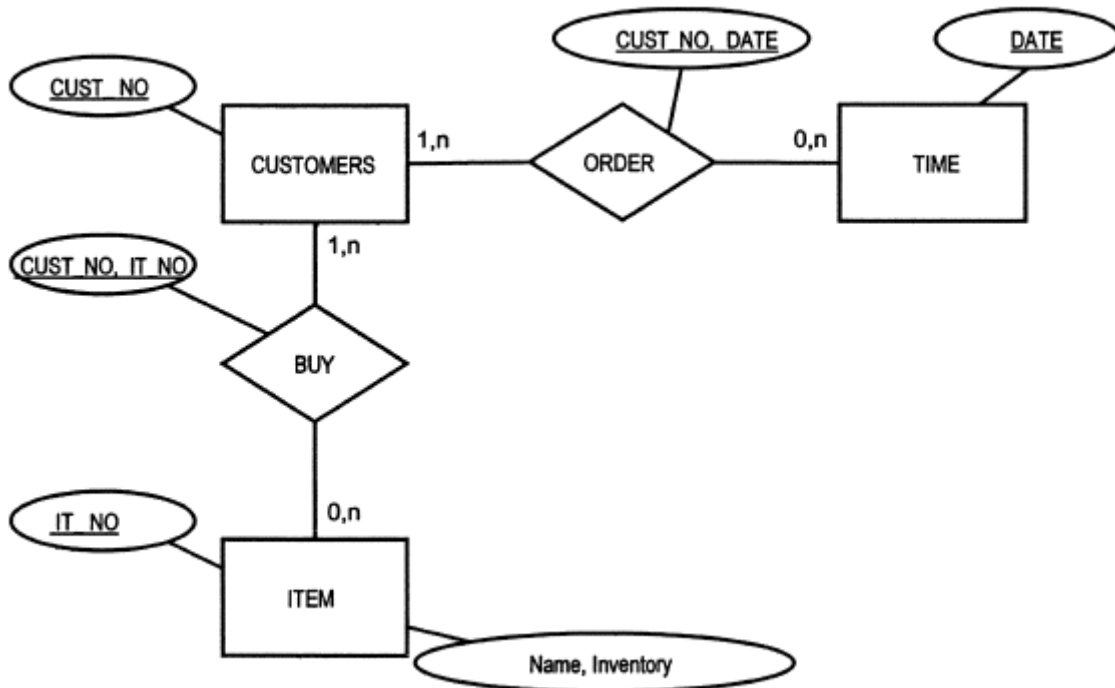 CUST_NO, DATE
DATE
CUST_NO
1,n
0,n
CUSTOMERS
ORDER
TIME
1,n
CUST_NO, IT_NO
BUY
0,n
IT_NO
ITEM
Name, Inventory